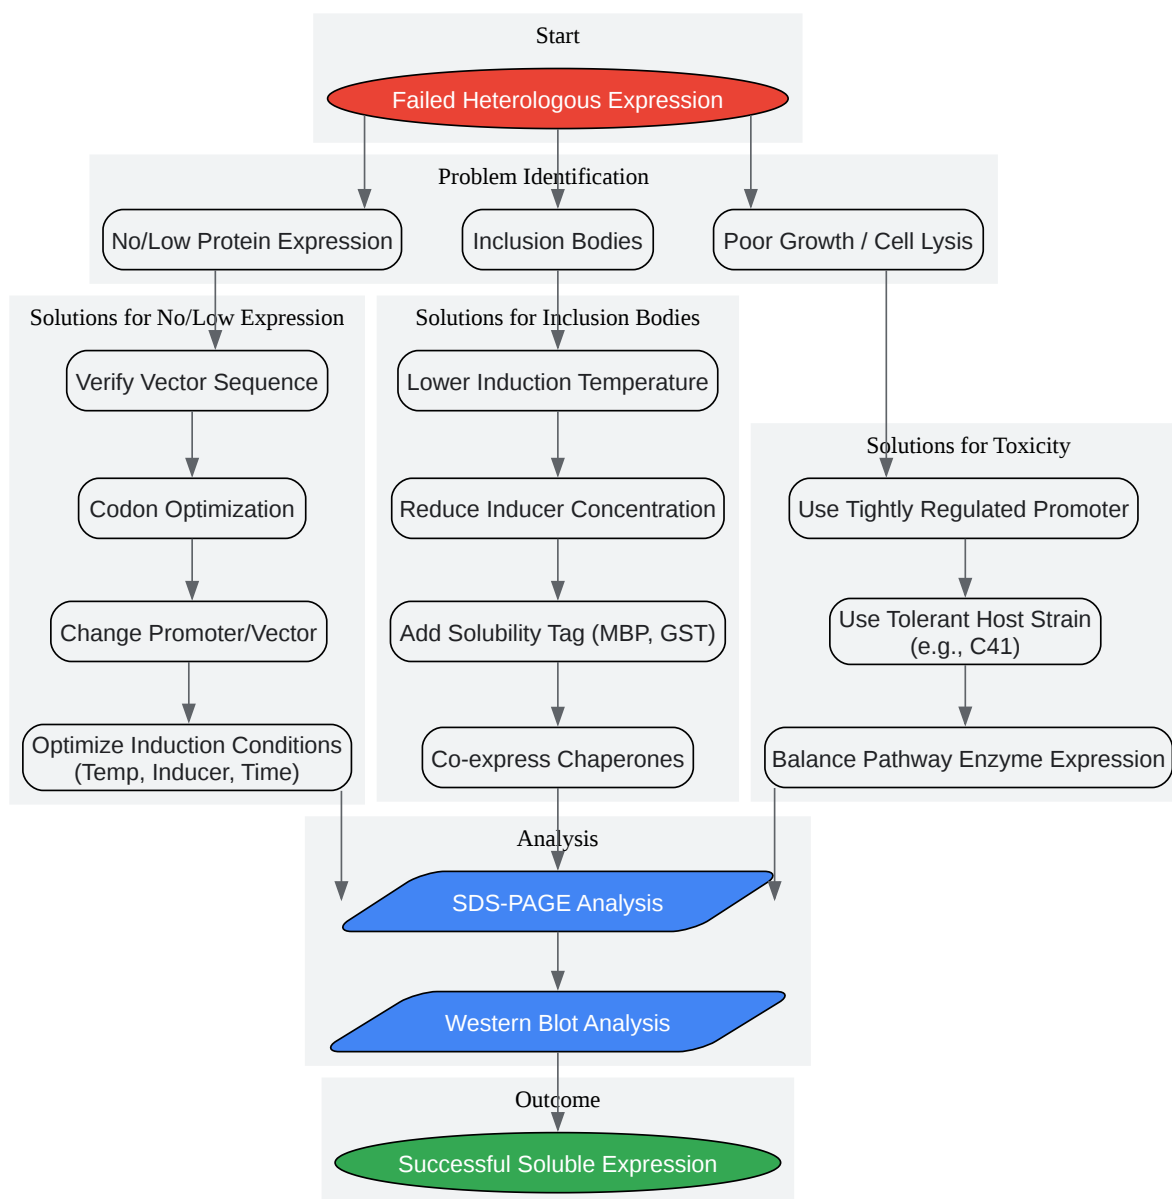 Start
Failed Heterologous Expression
Problem Identification
No/Low Protein Expression
Inclusion Bodies
Poor Growth / Cell Lysis
Solutions for No/Low Expression
Verify Vector Sequence
Codon Optimization
Change Promoter/Vector
Optimize Induction Conditions
(Temp, Inducer, Time)
Solutions for Inclusion Bodies
Lower Induction Temperature
Reduce Inducer Concentration
Add Solubility Tag (MBP, GST)
Co-express Chaperones
Solutions for Toxicity
Use Tightly Regulated Promoter
Use Tolerant Host Strain
(e.g., C41)
Balance Pathway Enzyme Expression
Analysis
SDS-PAGE Analysis
Western Blot Analysis
Outcome
Successful Soluble Expression